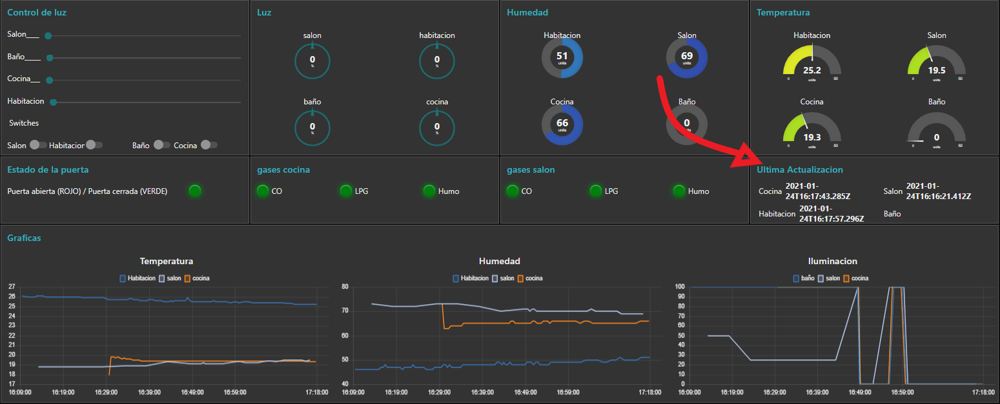 Control de luz
Salon___
Baño____
Cocina__
Habitacion
Switches
Salon Habitacior Baño Cocina
Luz
salon habitacion
0 0
% %
baño cocina
0 0
% %
Humedad
Habitacion Salon
51 69
units units
Cocina Baño
66 0
units
Temperatura
Habitacion Salon
25.2 19.5
0 units 50 0 units 50
Cocina Baño
19.3 0
0 units 50 0 units 50
Estado de la puerta
Puerta abierta (ROJO) / Puerta cerrada (VERDE)
gases cocina
CO LPG Humo
gases salon
CO LPG Humo
Ultima Actualizacion
Cocina 2021-01-
24T16:17:43.285Z
Salon 2021-01-
24T16:16:21.412Z
Habitacion 2021-01-
24T16:17:57.296Z
Baño
Graficas
Temperatura
Habitacion salon cocina
27
26
25
24
23
22
21
20
19
18
17
16:09:00 16:19:00 16:29:00 16:39:00 16:49:00 16:59:00 17:18:00
Humedad
Habitacion salon cocina
80
70
60
50
40
16:09:00 16:19:00 16:29:00 16:39:00 16:49:00 16:59:00 17:18:00
Iluminacion
baño salon cocina
100
90
80
70
60
50
40
30
20
10
0
16:09:00 16:19:00 16:29:00 16:39:00 16:49:00 16:59:00 17:18:00